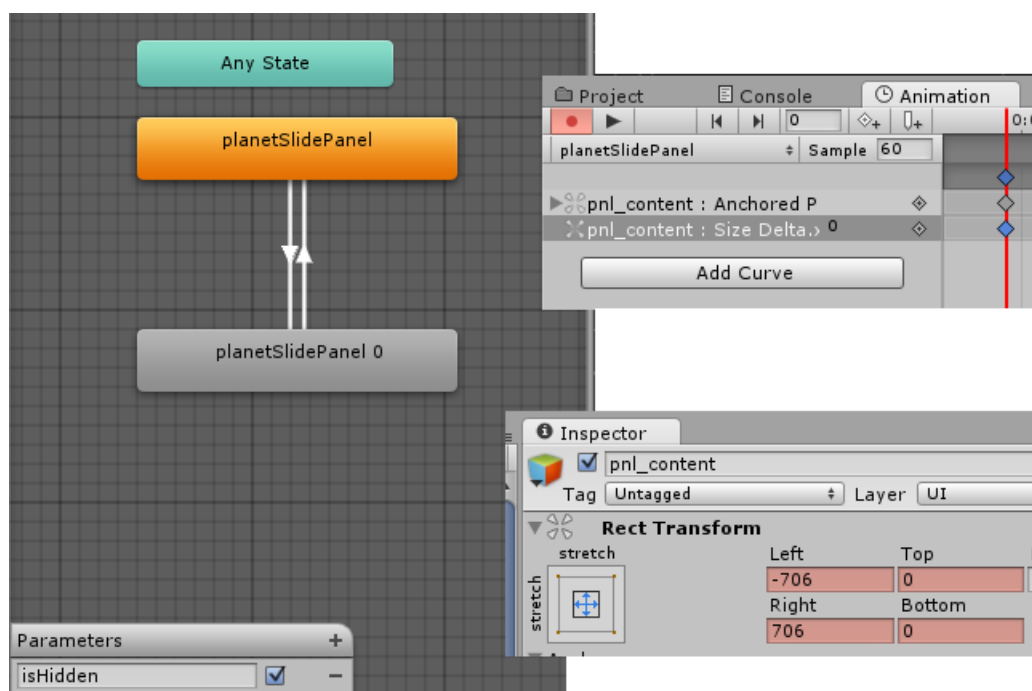 Any State
planetSlidePanel
planetSlidePanel 0
Parameters +
isHidden −
Project Console Animation
0 0:
planetSlidePanel Sample 60
pnl_content : Anchored P
pnl_content : Size Delta. 0
Add Curve
Inspector
pnl_content
Tag Untagged Layer UI
Rect Transform
stretch Left Top
stretch -706 0
Right Bottom
706 0